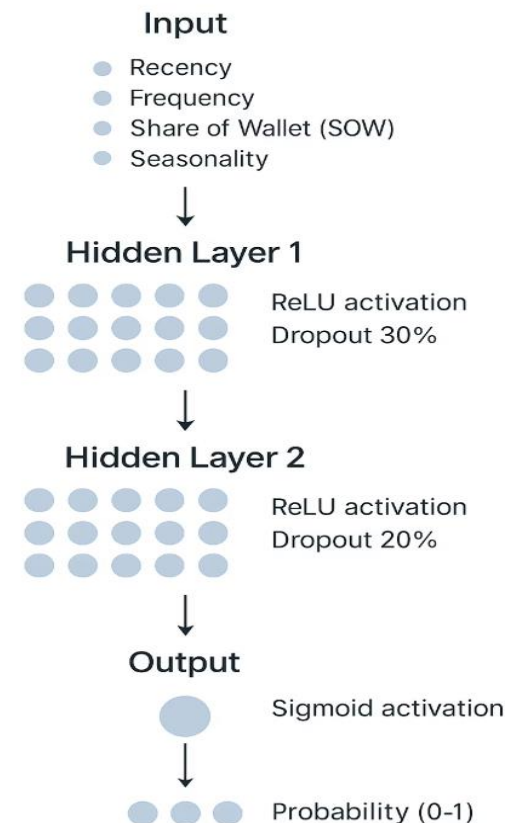 Input
Recency
Frequency
Share of Wallet (SOW)
Seasonality
Hidden Layer 1
ReLU activation
Dropout 30%
Hidden Layer 2
ReLU activation
Dropout 20%
Output
Sigmoid activation
Probability (0-1)